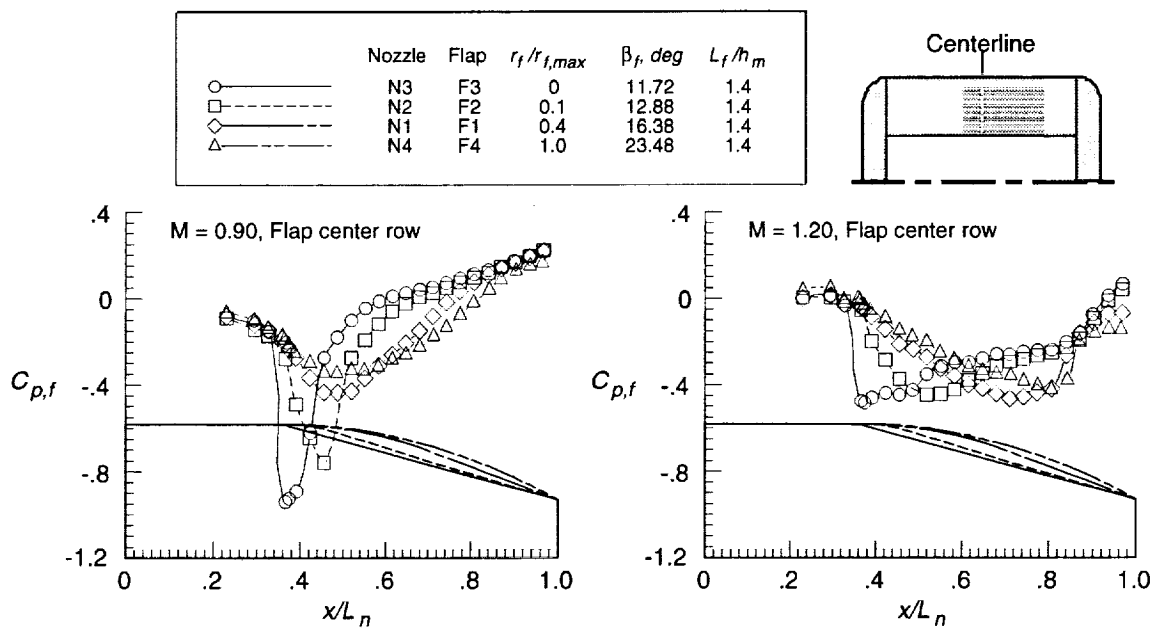 Nozzle Flap r_f/r_f,max β_f, deg L_f/h_m
N3 F3 0 11.72 1.4
N2 F2 0.1 12.88 1.4
N1 F1 0.4 16.38 1.4
N4 F4 1.0 23.48 1.4
Centerline
M = 0.90, Flap center row
.4
0
-.4
-.8
-1.2
C_p,f
0 .2 .4 .6 .8 1.0
x/L_n
M = 1.20, Flap center row
.4
0
-.4
-.8
-1.2
C_p,f
0 .2 .4 .6 .8 1.0
x/L_n